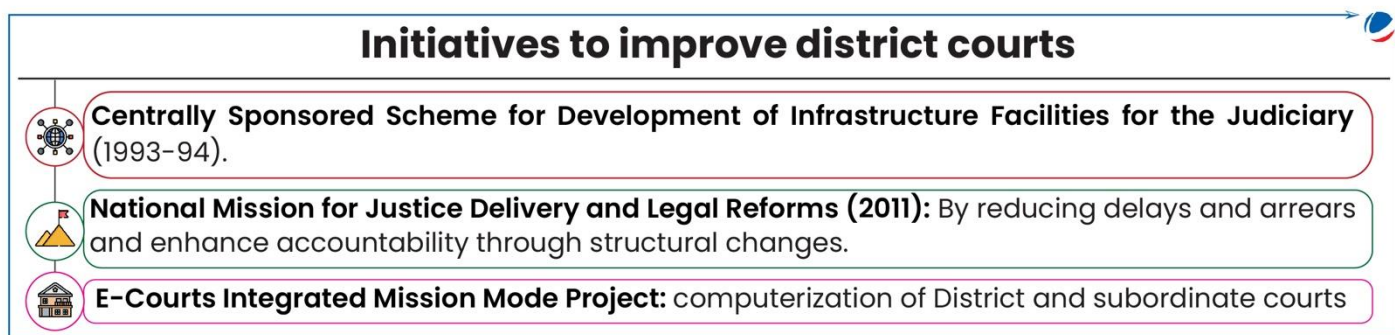 Initiatives to improve district courts
Centrally Sponsored Scheme for Development of Infrastructure Facilities for the Judiciary
(1993-94).
National Mission for Justice Delivery and Legal Reforms (2011): By reducing delays and arrears
and enhance accountability through structural changes.
E-Courts Integrated Mission Mode Project: computerization of District and subordinate courts